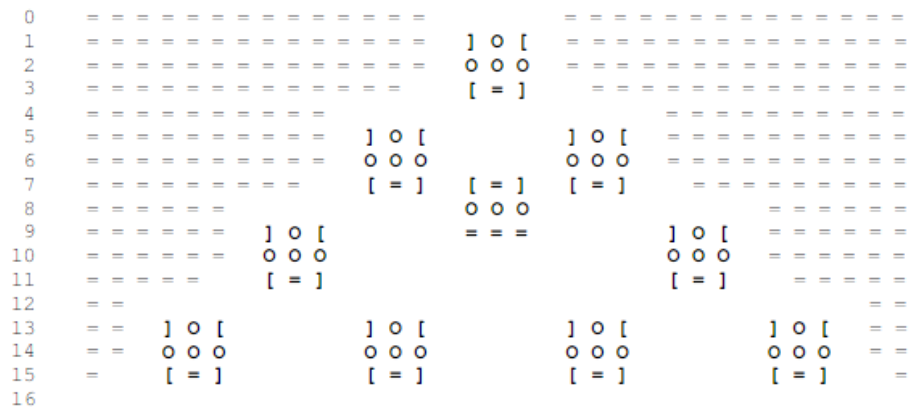 0 = = = = = = = = = = = = = = = = = = = = = = = = = = = =
1 = = = = = = = = = = = = = = ] O [ = = = = = = = = = = = = = =
2 = = = = = = = = = = = = = = O O O = = = = = = = = = = = = = =
3 = = = = = = = = = = = = = [ = ] = = = = = = = = = = = = =
4 = = = = = = = = = = = = = = = = = = = =
5 = = = = = = = = = = ] O [ ] O [ = = = = = = = = = =
6 = = = = = = = = = = O O O O O O = = = = = = = = = =
7 = = = = = = = = = [ = ] [ = ] [ = ] = = = = = = = = =
8 = = = = = = O O O = = = = = =
9 = = = = = = ] O [ = = = ] O [ = = = = = =
10 = = = = = = O O O O O O = = = = = =
11 = = = = = [ = ] [ = ] = = = = =
12 = = = =
13 = = ] O [ ] O [ ] O [ ] O [ = =
14 = = O O O O O O O O O O O O = =
15 = [ = ] [ = ] [ = ] [ = ] =
16